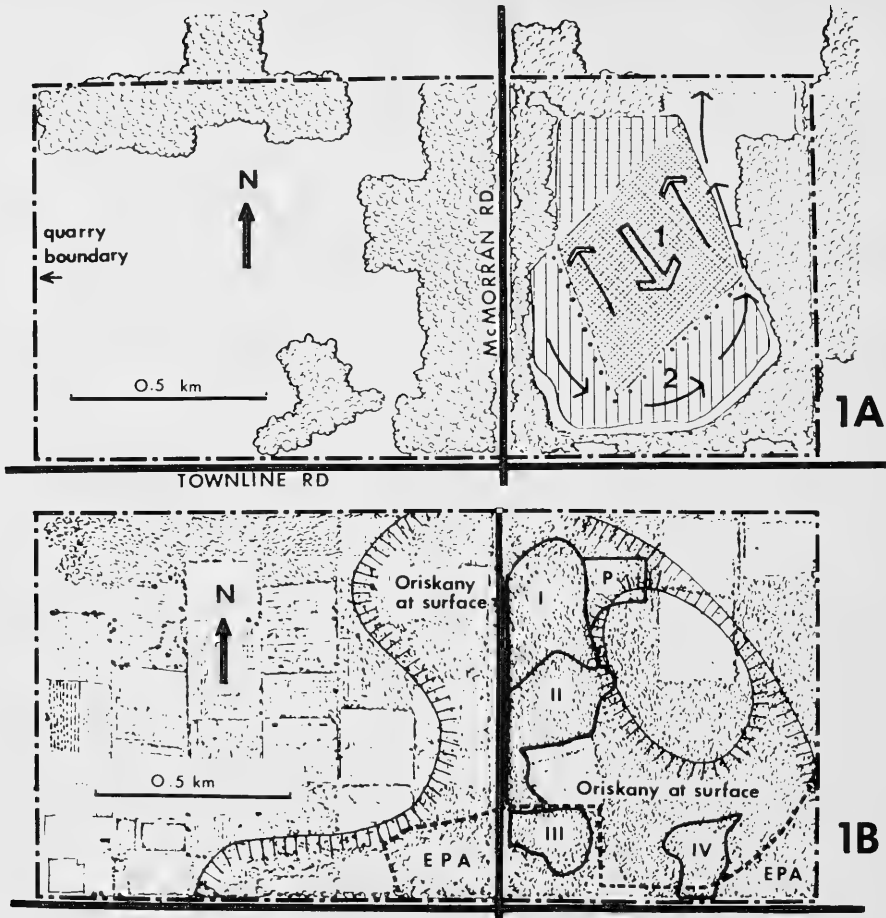 N
quarry
boundary
McMORRAN RD.
1
2
0.5 km
1A
TOWNLINE RD
N
Oriskany
at surface
P
I
II
0.5 km
Oriskany at surface
III
IV
EPA
EPA
1B